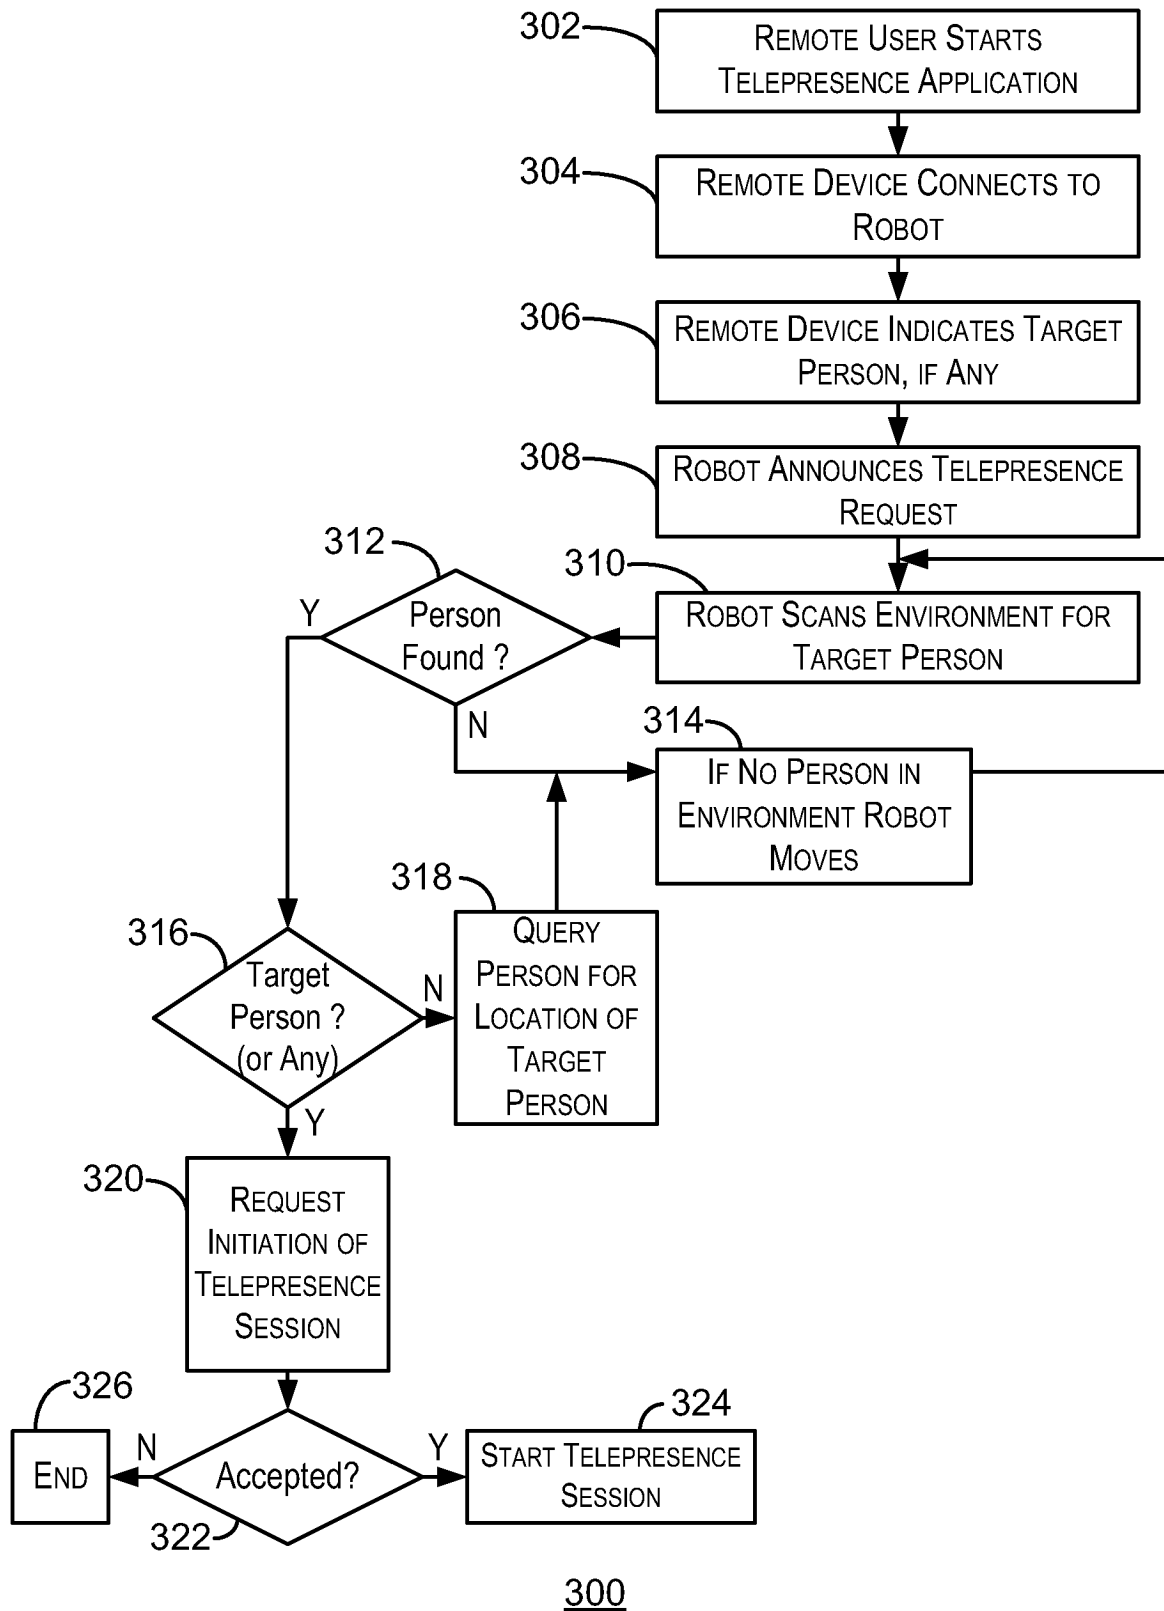 302
REMOTE USER STARTS
TELEPRESENCE APPLICATION
304
REMOTE DEVICE CONNECTS TO
ROBOT
306
REMOTE DEVICE INDICATES TARGET
PERSON, IF ANY
308
ROBOT ANNOUNCES TELEPRESENCE
REQUEST
310
ROBOT SCANS ENVIRONMENT FOR
TARGET PERSON
312
Person
Found ?
Y
N
314
IF NO PERSON IN
ENVIRONMENT ROBOT
MOVES
316
Target
Person ?
(or Any)
N
Y
318
QUERY
PERSON FOR
LOCATION OF
TARGET
PERSON
320
REQUEST
INITIATION OF
TELEPRESENCE
SESSION
322
Accepted?
N
Y
326
END
324
START TELEPRESENCE
SESSION
300